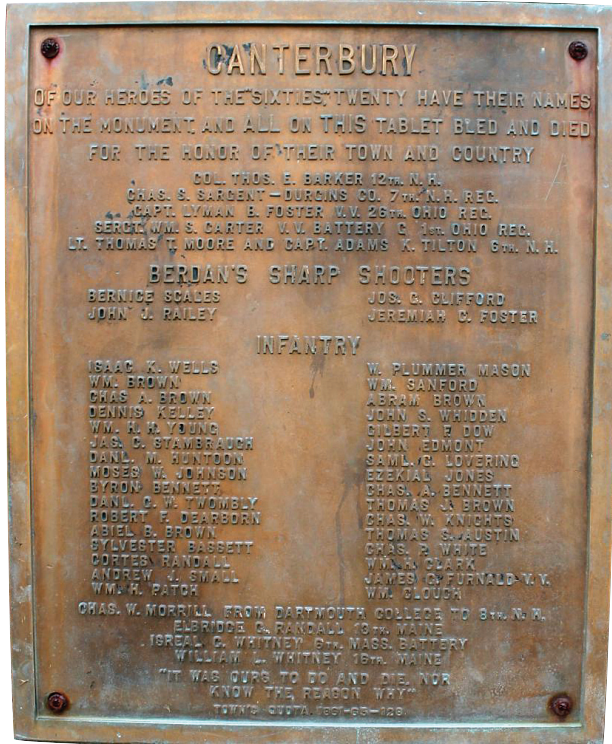 CANTERBURY
OF OUR HEROES OF THE "SIXTIES," TWENTY HAVE THEIR NAMES
ON THE MONUMENT, AND ALL ON THIS TABLET BLED AND DIED
FOR THE HONOR OF THEIR TOWN AND COUNTRY
COL. THOS. E. BARKER 12TH. N. H.
CHAS. S. SARGENT - DURGINS CO. 7TH. N. H. REG.
CAPT. LYMAN B. FOSTER V. V. 26TH. OHIO REG.
SERGT. WM. S. CARTER V. V. BATTERY G. 1ST. OHIO REG.
LT. THOMAS T. MOORE AND CAPT. ADAMS K. TILTON 6TH. N. H.
BERDAN'S SHARP SHOOTERS
BERNICE SCALES
JOHN J. RAILEY
JOS. G. CLIFFORD
JEREMIAH C. FOSTER
INFANTRY
ISAAC K. WELLS
WM. BROWN
CHAS A. BROWN
DENNIS KELLEY
WM. H. H. YOUNG
JAS. C. STAMBRAUGH
DANL. M. HUNTOON
MOSES W. JOHNSON
BYRON BENNETT
DANL. G. W. TWOMBLY
ROBERT F. DEARBORN
ABIEL B. BROWN
SYLVESTER BASSETT
CORTES RANDALL
ANDREW J. SMALL
WM. H. PATCH
W. PLUMMER MASON
WM. SANFORD
ABRAM BROWN
JOHN S. WHIDDEN
GILBERT F. DOW
JOHN EDMONT
SAML. G. LOVERING
EZEKIAL JONES
CHAS. A. BENNETT
THOMAS J. BROWN
CHAS. W. KNIGHTS
THOMAS S. AUSTIN
CHAS. P. WHITE
WM. H. CLARK
JAMES C. FURNALD V. V.
WM. CLOUGH
CHAS. W. MORRILL FROM DARTMOUTH COLLEGE TO 8TH. N. H.
ELBRIDGE G. RANDALL 13TH. MAINE
ISREAL C. WHITNEY 6TH. MASS. BATTERY
WILLIAM L. WHITNEY 16TH. MAINE
"IT WAS OURS TO DO AND DIE, NOR
KNOW THE REASON WHY"
TOWN'S QUOTA, 1861-65-128.